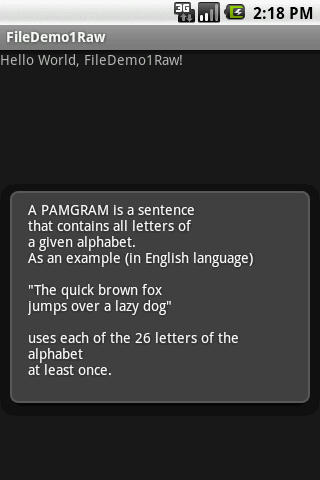 3G
2:18 PM
FileDemo1Raw
Hello World, FileDemo1Raw!
A PAMGRAM is a sentence
that contains all letters of
a given alphabet.
As an example (in English language)
"The quick brown fox
jumps over a lazy dog"
uses each of the 26 letters of the
alphabet
at least once.